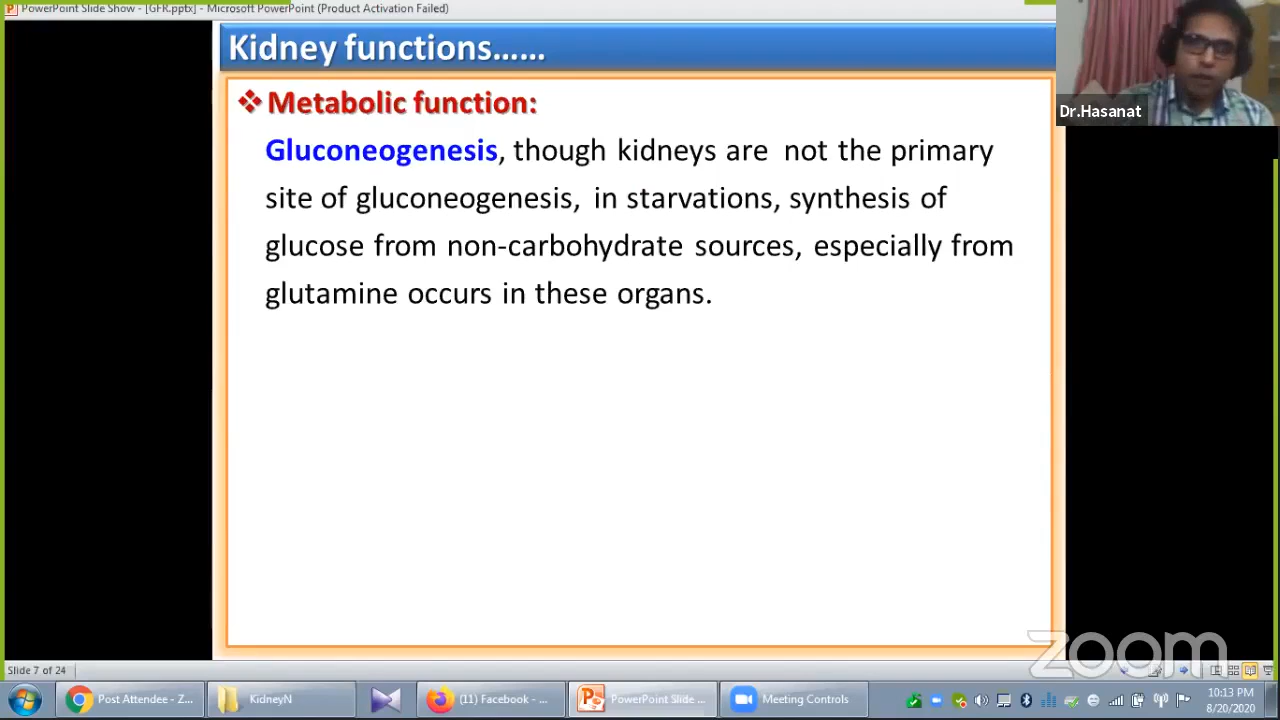 PowerPoint Slide Show - [GFR.pptx] - Microsoft PowerPoint (Product Activation Failed)
Kidney functions……
Dr.Hasanat
❖ Metabolic function:
Gluconeogenesis, though kidneys are not the primary
site of gluconeogenesis, in starvations, synthesis of
glucose from non-carbohydrate sources, especially from
glutamine occurs in these organs.
zoom
Slide 7 of 24
Post Attendee - Z...
KidneyN
(11) Facebook - ...
PowerPoint Slide ...
Meeting Controls
10:13 PM
8/20/2020